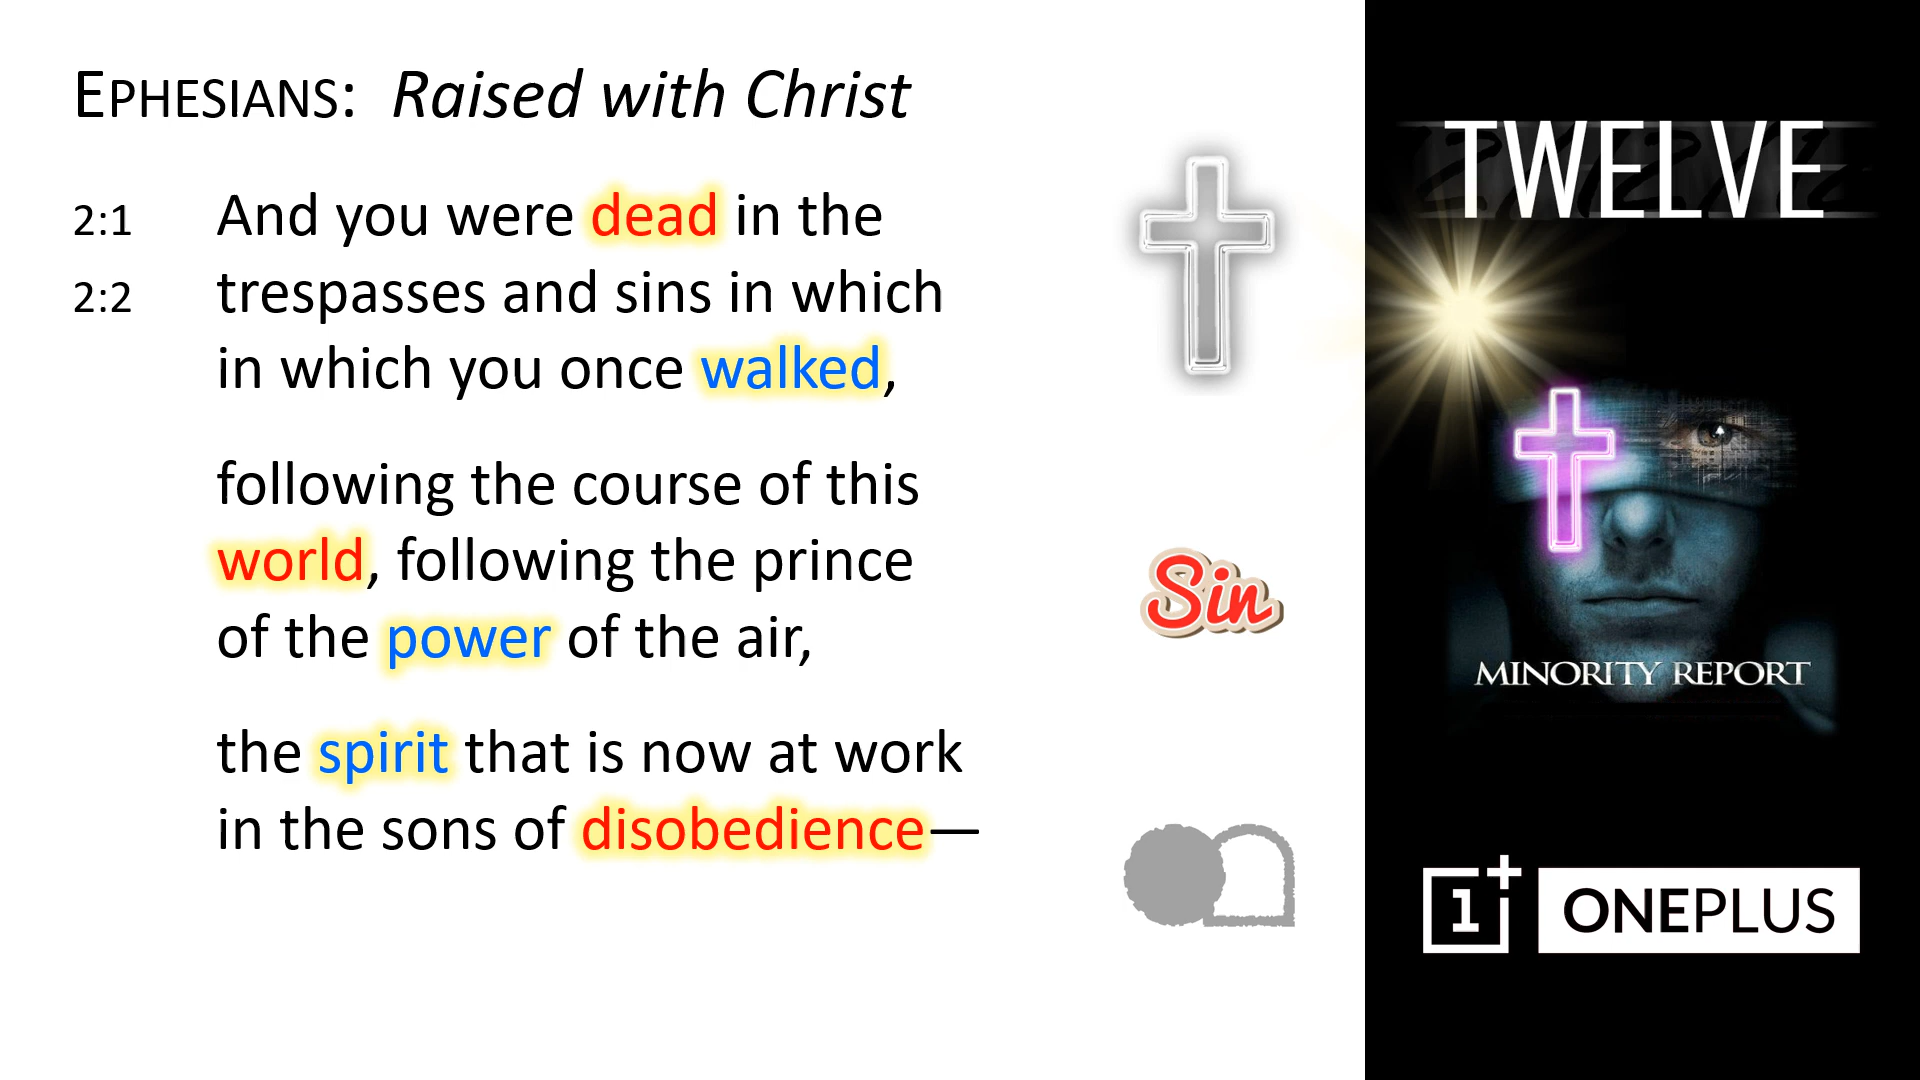 EPHESIANS: Raised with Christ
2:1 And you were dead in the
2:2 trespasses and sins in which
in which you once walked,
following the course of this
world, following the prince
of the power of the air,
the spirit that is now at work
in the sons of disobedience—
Sin
TWELVE
MINORITY REPORT
1+ ONEPLUS